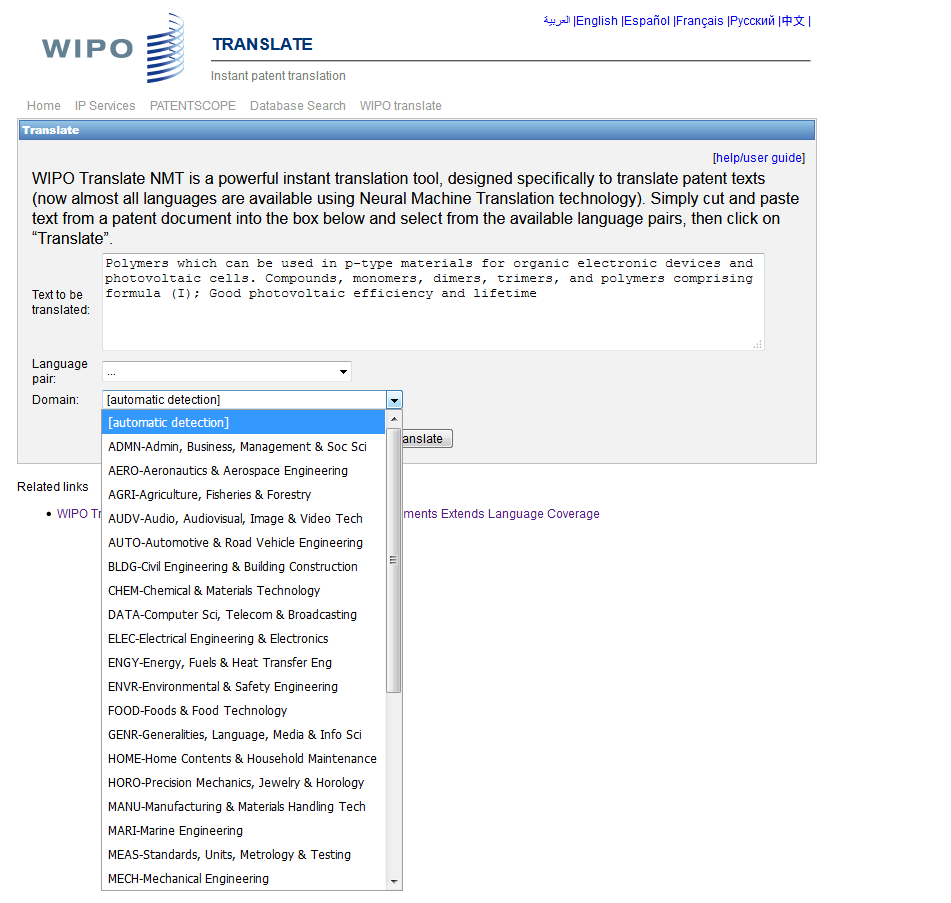 العربية |English |Español |Français |Русский |中文 |
WIPO
TRANSLATE
Instant patent translation
Home IP Services PATENTSCOPE Database Search WIPO translate
Translate
[help/user guide]
WIPO Translate NMT is a powerful instant translation tool, designed specifically to translate patent texts
(now almost all languages are available using Neural Machine Translation technology). Simply cut and paste
text from a patent document into the box below and select from the available language pairs, then click on
“Translate”.
Text to be
translated:
Polymers which can be used in p-type materials for organic electronic devices and
photovoltaic cells. Compounds, monomers, dimers, trimers, and polymers comprising
formula (I); Good photovoltaic efficiency and lifetime
Language
pair:
...
Domain:
[automatic detection]
[automatic detection]
anslate
ADMN-Admin, Business, Management & Soc Sci
AERO-Aeronautics & Aerospace Engineering
Related links
AGRI-Agriculture, Fisheries & Forestry
• WIPO Tr
ments Extends Language Coverage
AUDV-Audio, Audiovisual, Image & Video Tech
AUTO-Automotive & Road Vehicle Engineering
BLDG-Civil Engineering & Building Construction
CHEM-Chemical & Materials Technology
DATA-Computer Sci, Telecom & Broadcasting
ELEC-Electrical Engineering & Electronics
ENGY-Energy, Fuels & Heat Transfer Eng
ENVR-Environmental & Safety Engineering
FOOD-Foods & Food Technology
GENR-Generalities, Language, Media & Info Sci
HOME-Home Contents & Household Maintenance
HORO-Precision Mechanics, Jewelry & Horology
MANU-Manufacturing & Materials Handling Tech
MARI-Marine Engineering
MEAS-Standards, Units, Metrology & Testing
MECH-Mechanical Engineering